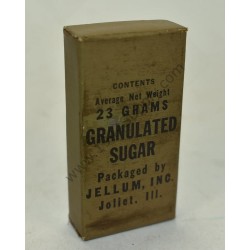 CONTENTS
Average Net Weight
23 GRAMS
GRANULATED
SUGAR
Packaged by
JELLUM, INC.
Joliet, Ill.